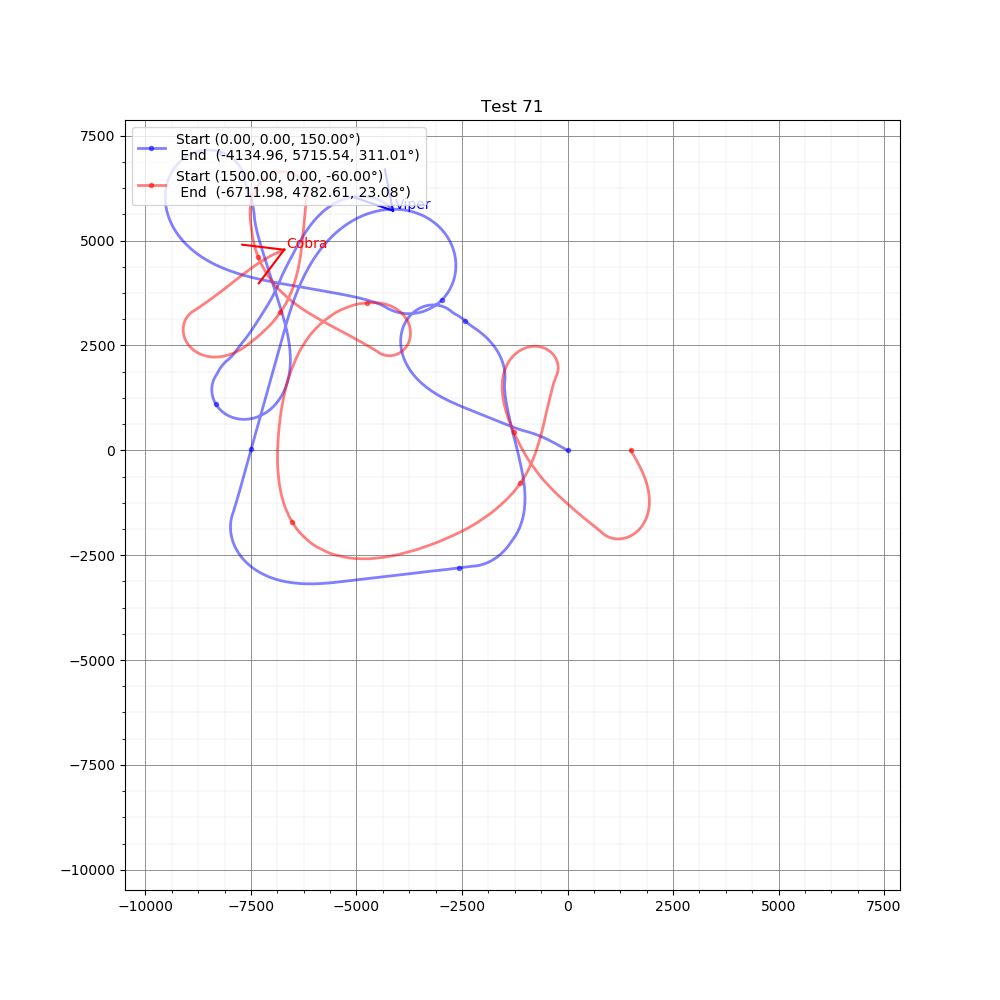 Test 71
Start (0.00, 0.00, 150.00°)
End (-4134.96, 5715.54, 311.01°)
Start (1500.00, 0.00, -60.00°)
End (-6711.98, 4782.61, 23.08°)
Viper
Cobra
7500
5000
2500
0
−2500
−5000
−7500
−10000
−10000 −7500 −5000 −2500 0 2500 5000 7500